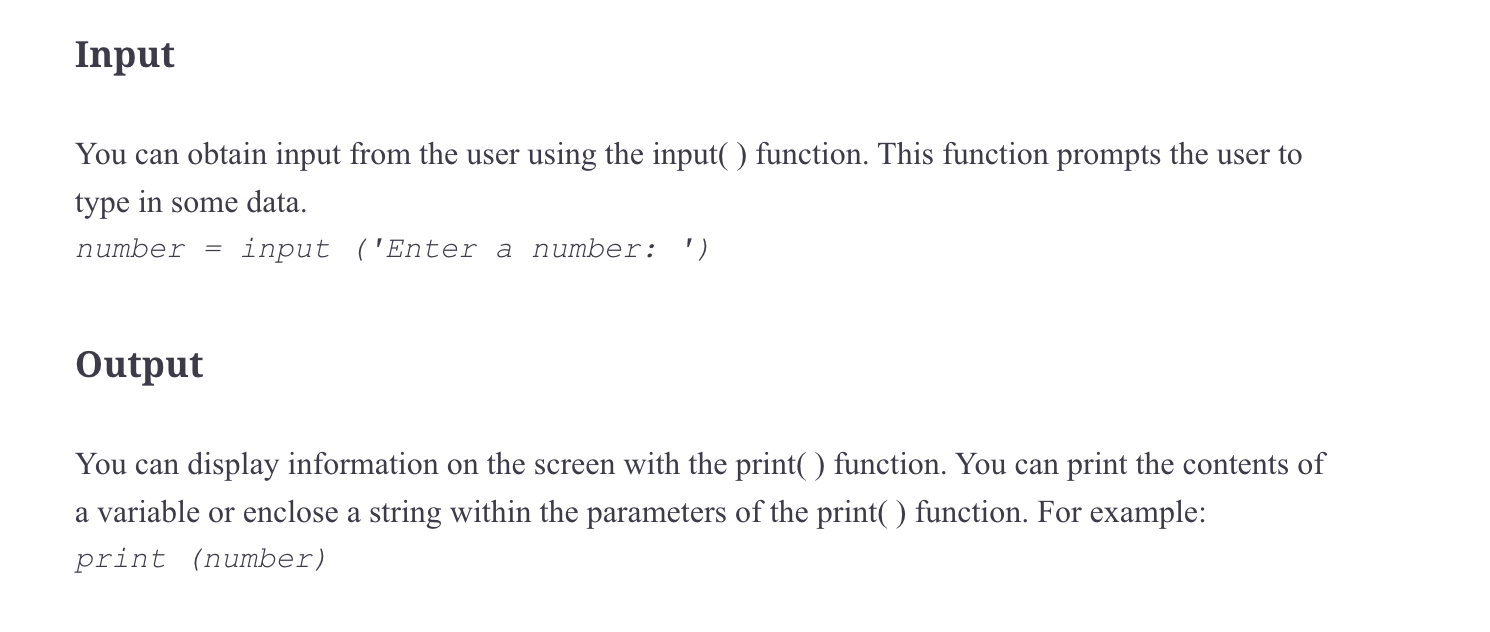 Input
You can obtain input from the user using the input( ) function. This function prompts the user to
type in some data.
number = input ('Enter a number: ')
Output
You can display information on the screen with the print( ) function. You can print the contents of
a variable or enclose a string within the parameters of the print( ) function. For example:
print (number)